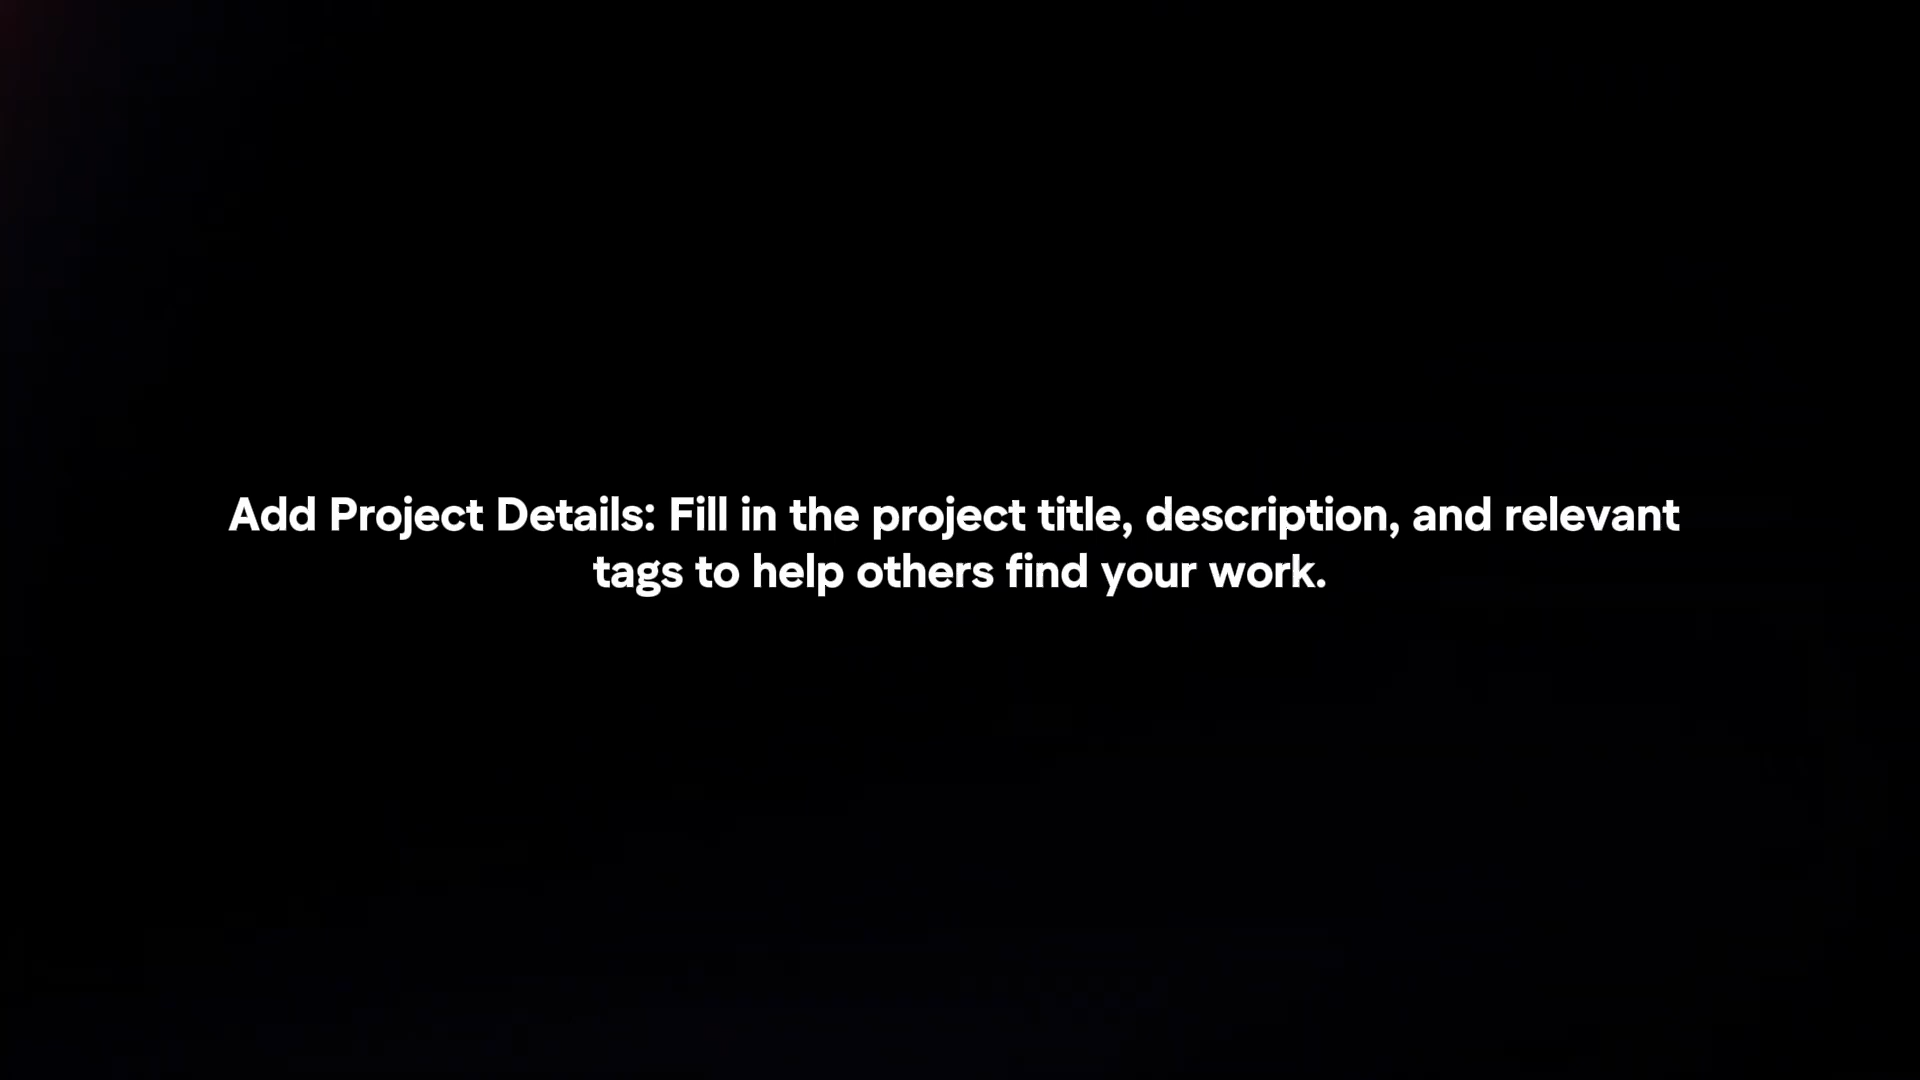 Add Project Details: Fill in the project title, description, and relevant
tags to help others find your work.